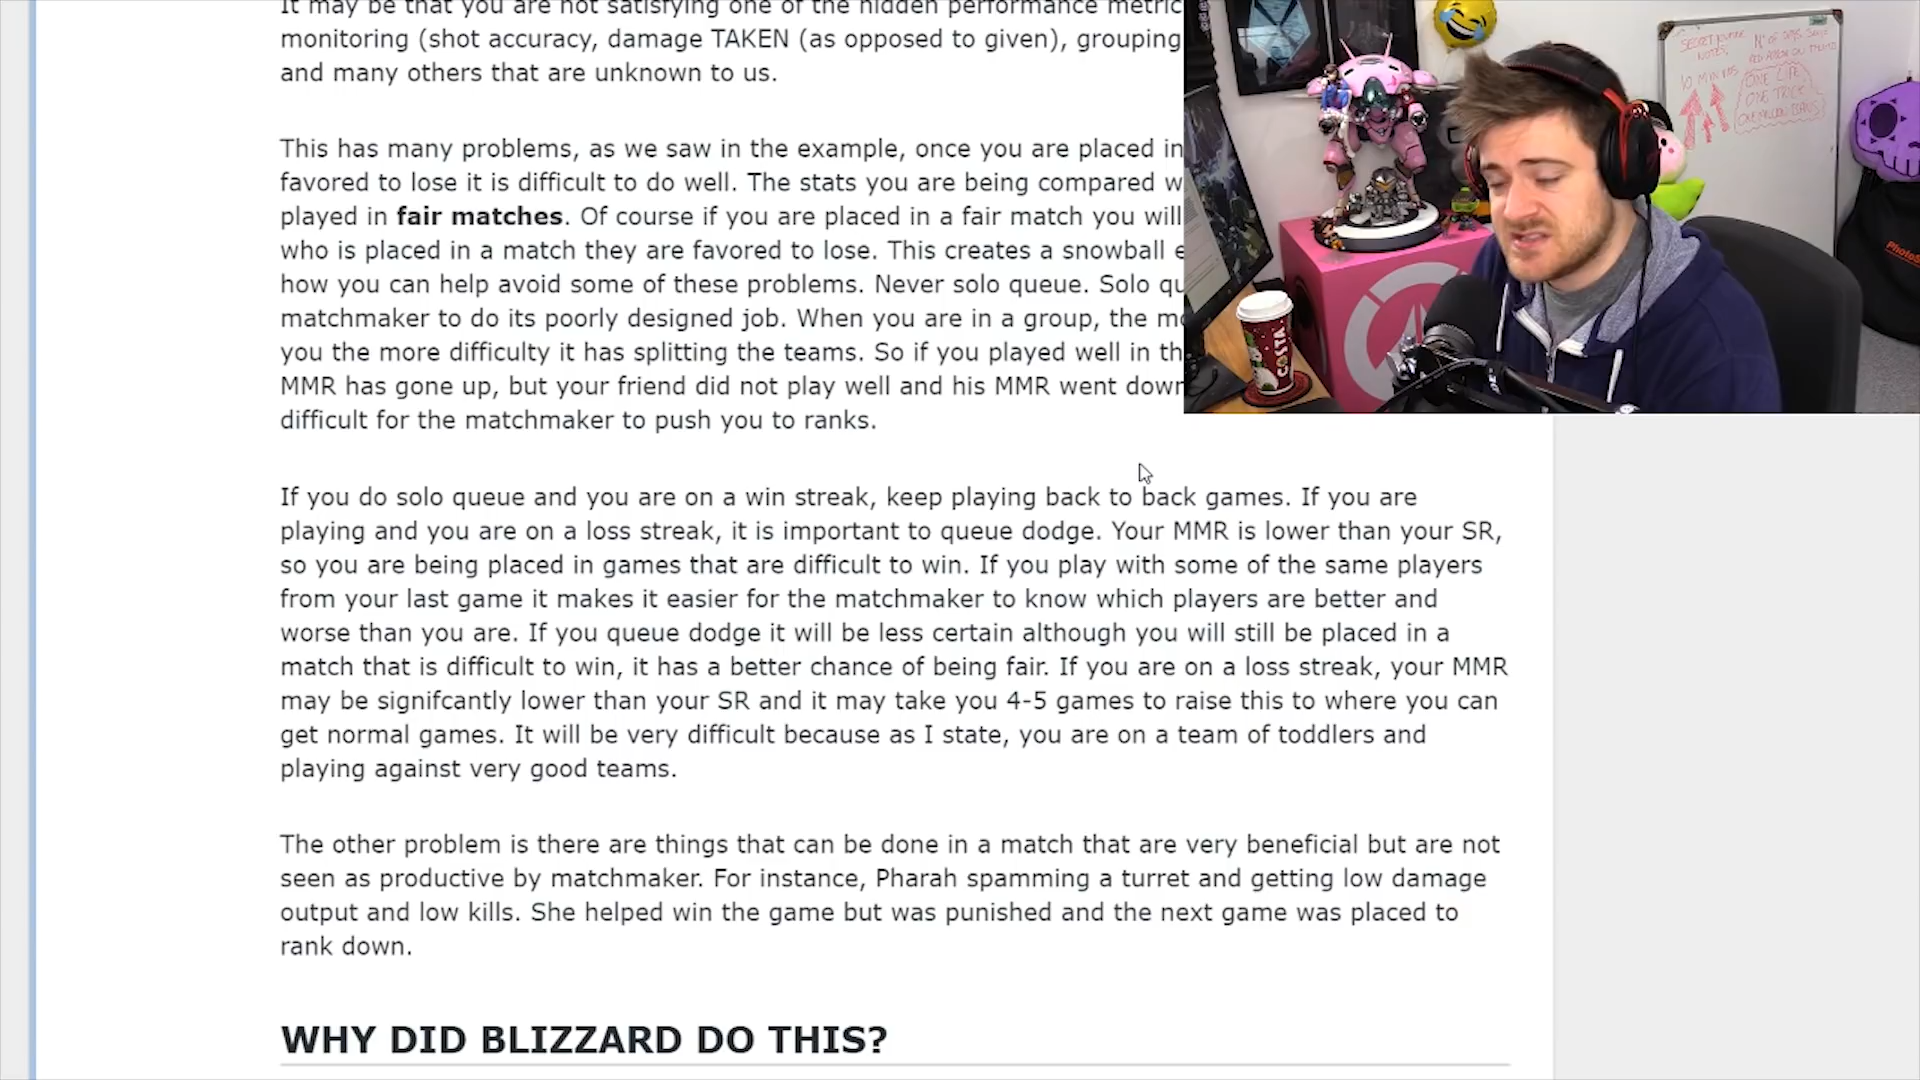 It may be that you are not satisfying one of the hidden performance metric
monitoring (shot accuracy, damage TAKEN (as opposed to given), grouping
and many others that are unknown to us.
This has many problems, as we saw in the example, once you are placed in
favored to lose it is difficult to do well. The stats you are being compared w
played in fair matches. Of course if you are placed in a fair match you will
who is placed in a match they are favored to lose. This creates a snowball e
how you can help avoid some of these problems. Never solo queue. Solo qu
matchmaker to do its poorly designed job. When you are in a group, the mo
you the more difficulty it has splitting the teams. So if you played well in th
MMR has gone up, but your friend did not play well and his MMR went down
difficult for the matchmaker to push you to ranks.
If you do solo queue and you are on a win streak, keep playing back to back games. If you are
playing and you are on a loss streak, it is important to queue dodge. Your MMR is lower than your SR,
so you are being placed in games that are difficult to win. If you play with some of the same players
from your last game it makes it easier for the matchmaker to know which players are better and
worse than you are. If you queue dodge it will be less certain although you will still be placed in a
match that is difficult to win, it has a better chance of being fair. If you are on a loss streak, your MMR
may be signifcantly lower than your SR and it may take you 4-5 games to raise this to where you can
get normal games. It will be very difficult because as I state, you are on a team of toddlers and
playing against very good teams.
The other problem is there are things that can be done in a match that are very beneficial but are not
seen as productive by matchmaker. For instance, Pharah spamming a turret and getting low damage
output and low kills. She helped win the game but was punished and the next game was placed to
rank down.
WHY DID BLIZZARD DO THIS?
COSTA
NOTES
10 MINS
ONE LIFE
ONE TRICK
ONE MILLION
PhotoS